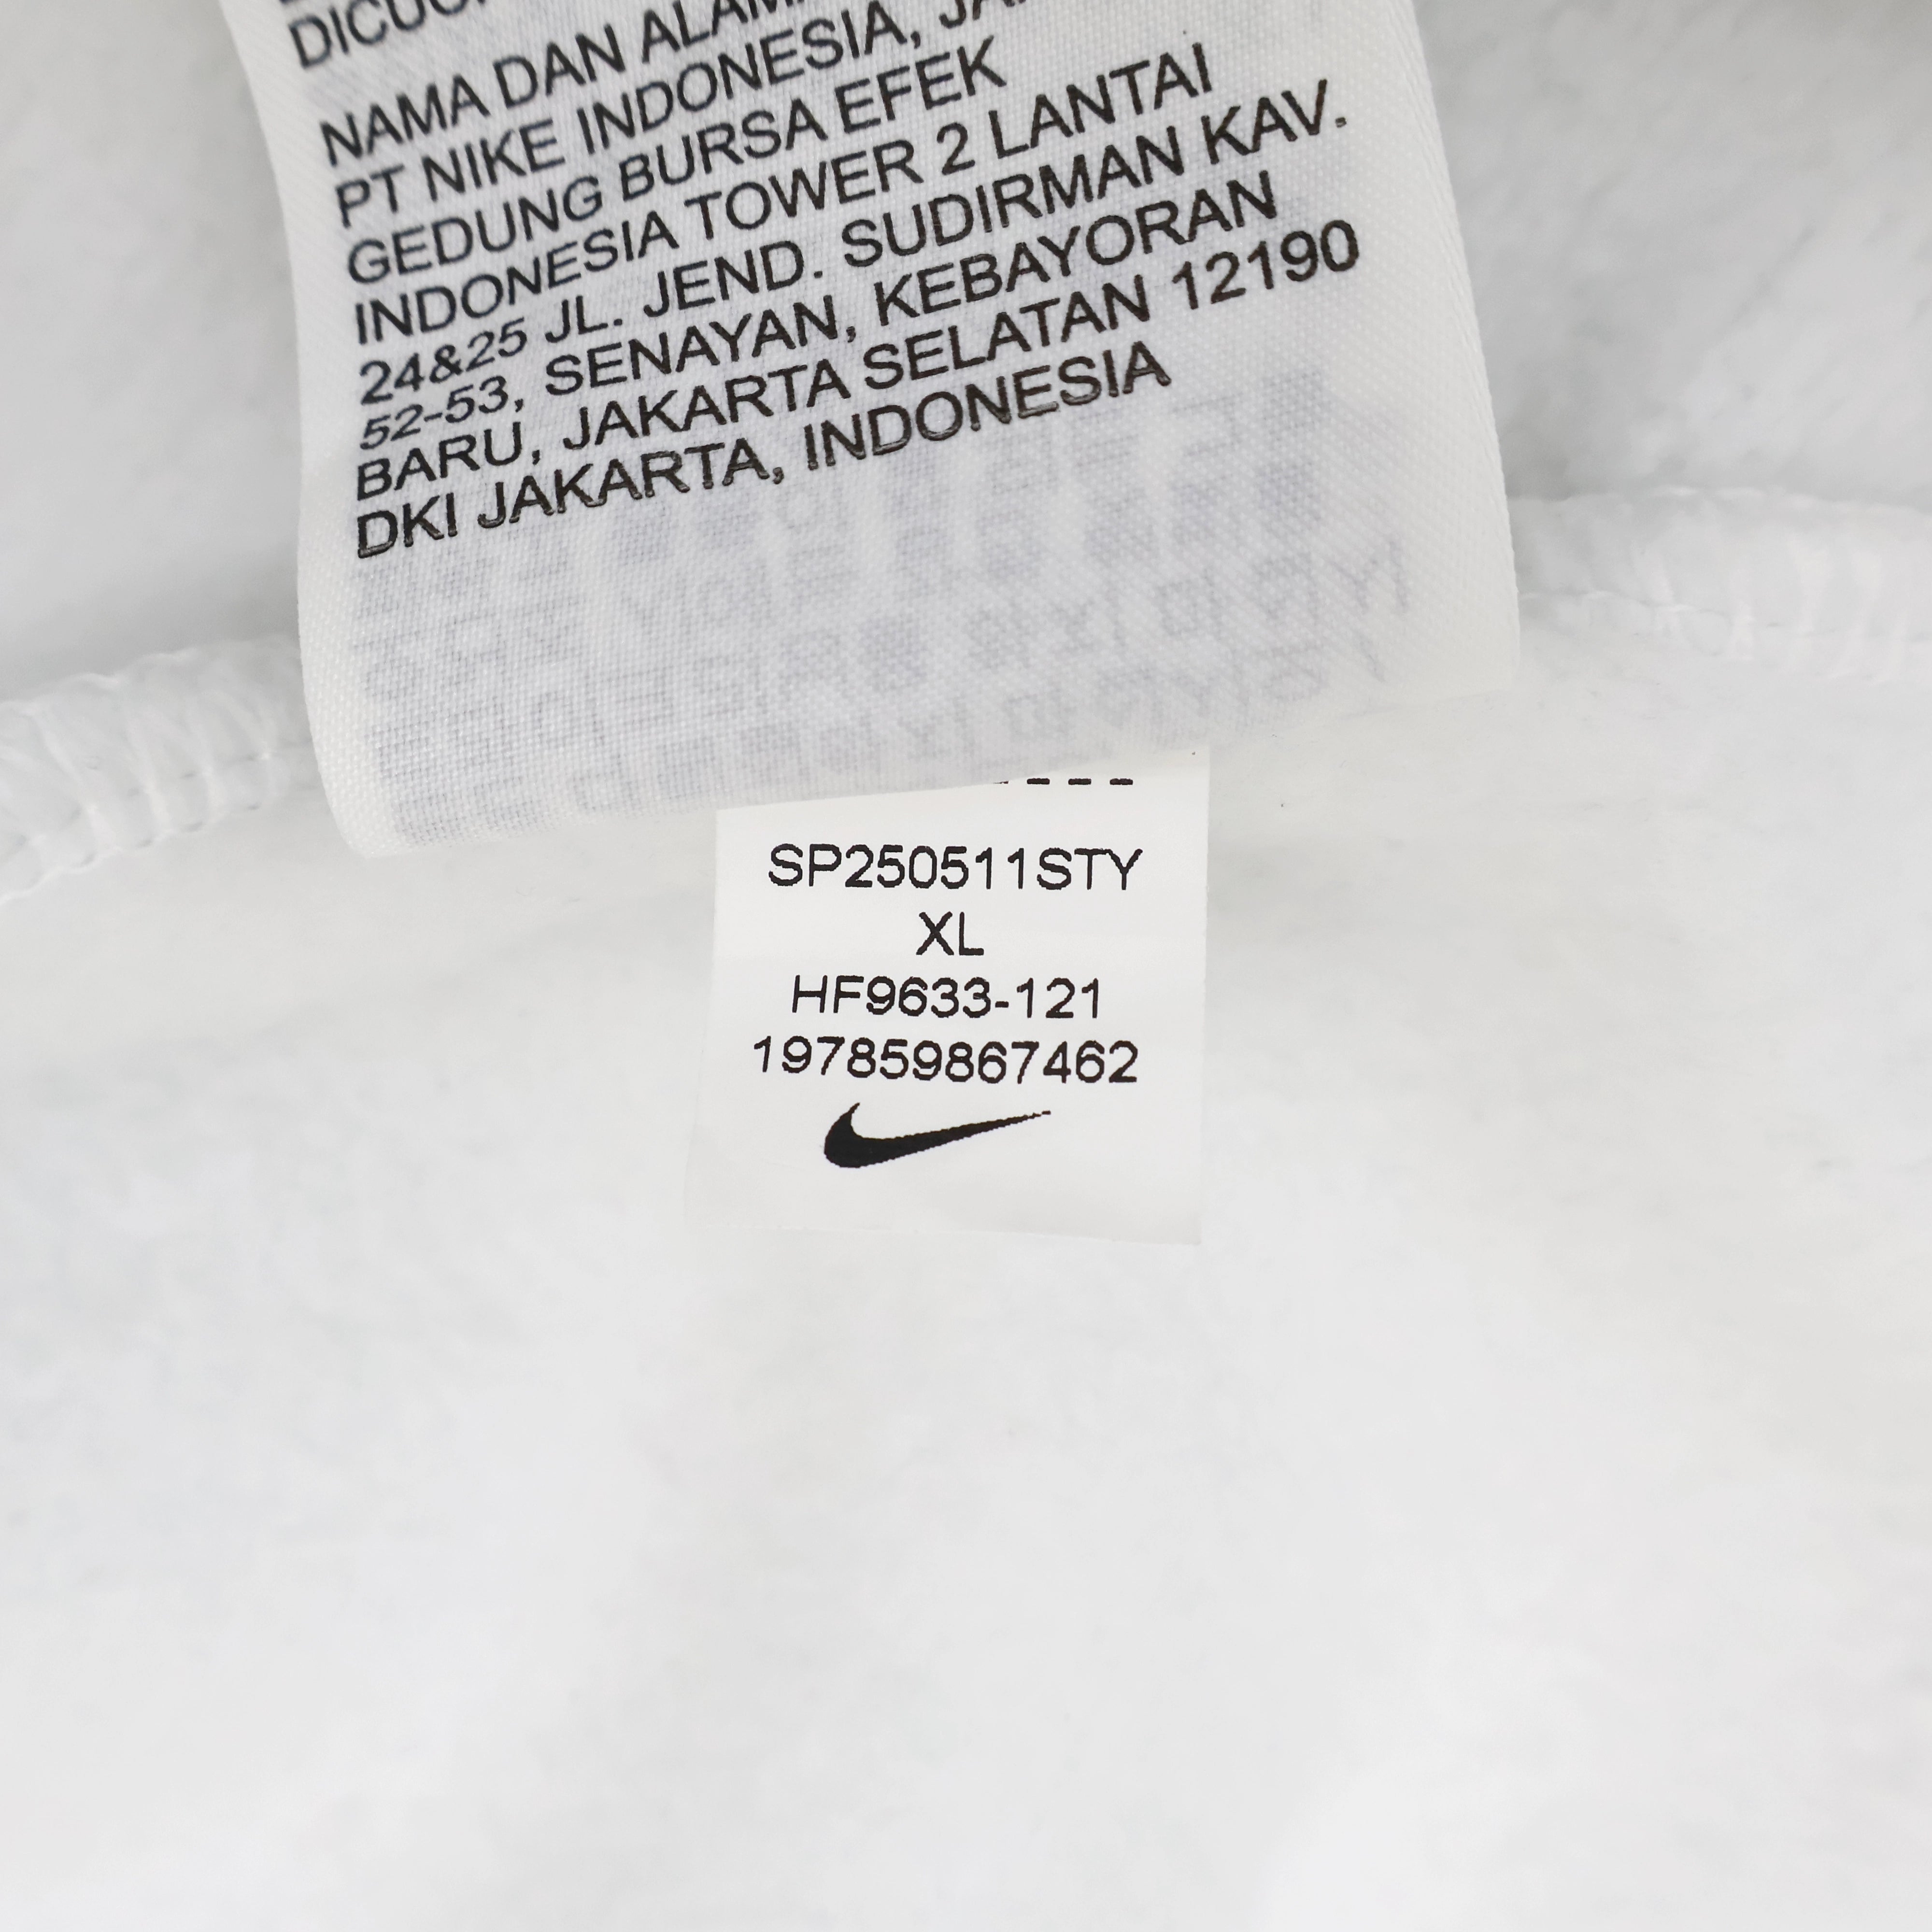 NAMA DAN
PT NIKE INDONESIA,
GEDUNG BURSA EFEK
INDONESIA TOWER 2 LANTAI
24&25 JL. JEND. SUDIRMAN KAV.
52-53, SENAYAN, KEBAYORAN
BARU, JAKARTA SELATAN 12190
DKI JAKARTA, INDONESIA
SP250511STY
XL
HF9633-121
197859867462